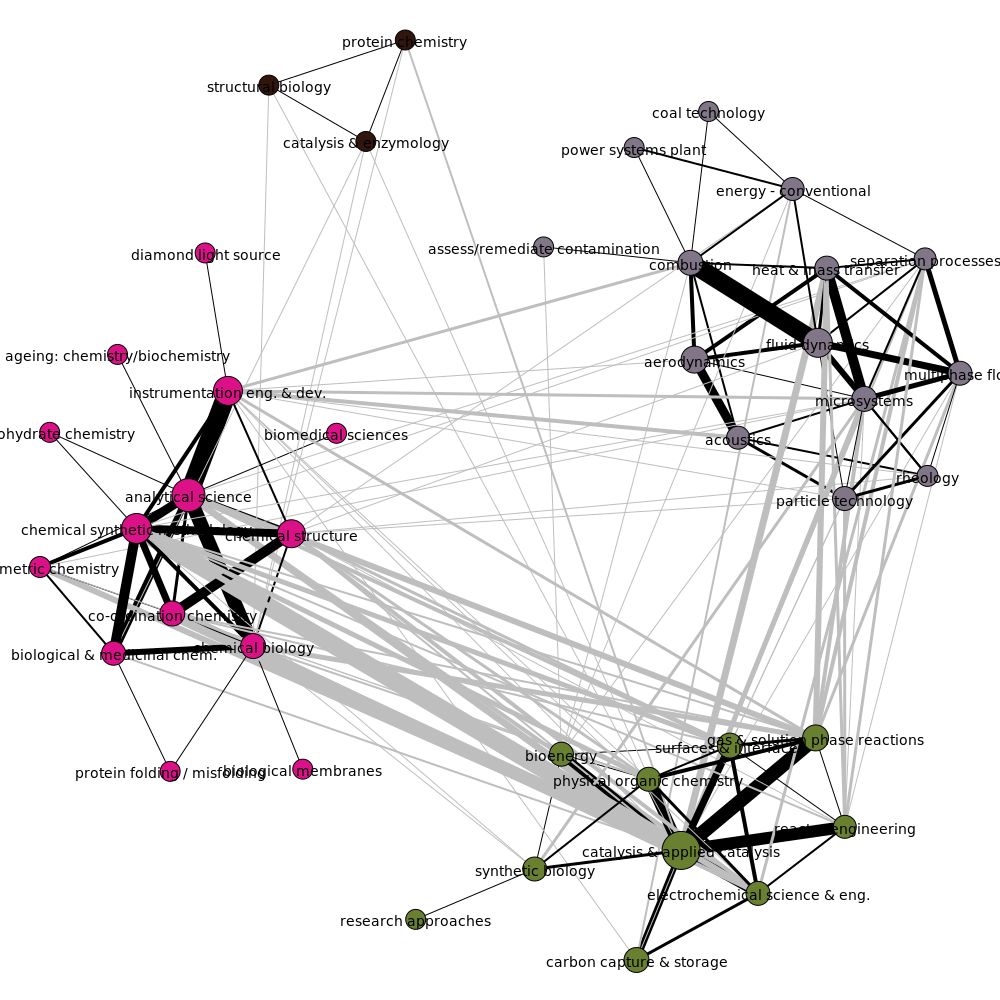 protein chemistry
structural biology
catalysis & enzymology
coal technology
power systems plant
energy - conventional
diamond light source
assess/remediate contamination
combustion
heat & mass transfer
separation processes
fluid dynamics
ageing: chemistry/biochemistry
aerodynamics
multiphase flo
instrumentation eng. & dev.
microsystems
ohydrate chemistry
biomedical sciences
acoustics
rheology
analytical science
particle technology
chemical synthetic
chemical structure
metric chemistry
co-ordination chemistry
chemical biology
biological & medicinal chem.
gas & solution phase reactions
surfaces & interfaces
bioenergy
protein folding / misfolding
biological membranes
physical organic chemistry
reactor engineering
catalysis & applied catalysis
synthetic biology
electrochemical science & eng.
research approaches
carbon capture & storage